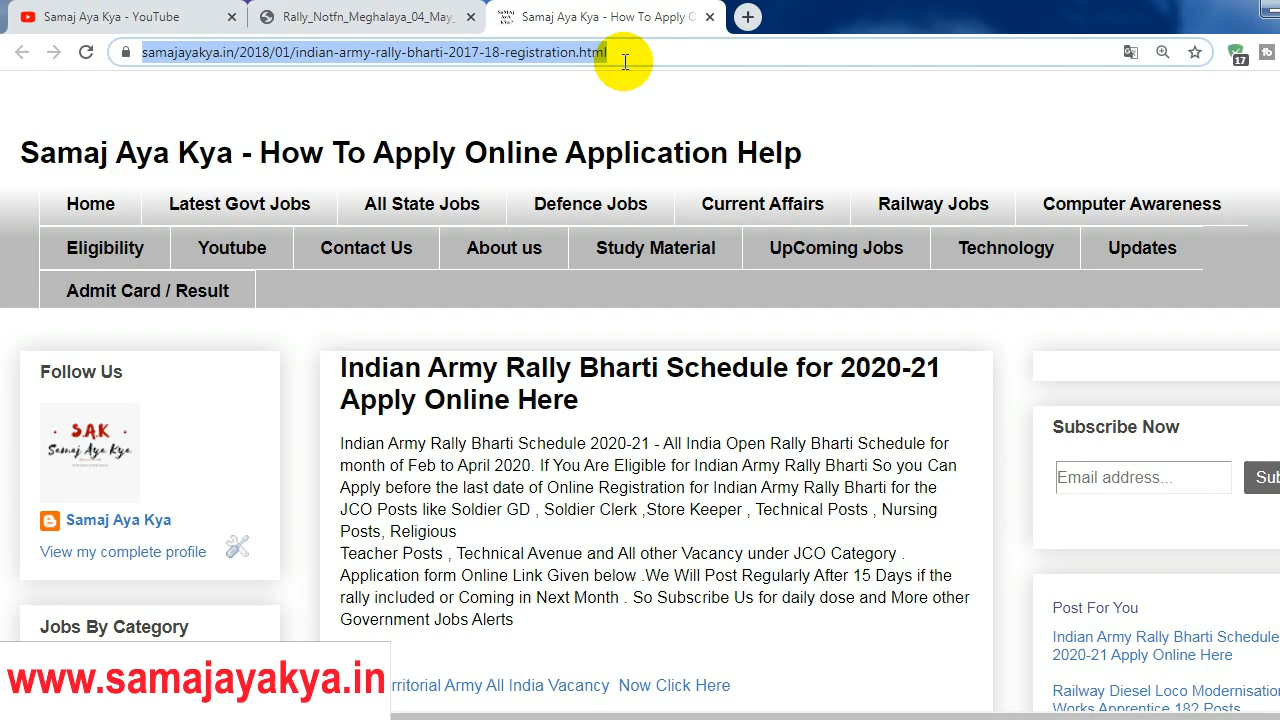 Samaj Aya Kya - YouTube
Rally_Notfn_Meghalaya_04_May_
Samaj Aya Kya - How To Apply O
samajayakya.in/2018/01/indian-army-rally-bharti-2017-18-registration.html
17
Samaj Aya Kya - How To Apply Online Application Help
Home Latest Govt Jobs All State Jobs Defence Jobs Current Affairs Railway Jobs Computer Awareness
Eligibility Youtube Contact Us About us Study Material UpComing Jobs Technology Updates
Admit Card / Result
Follow Us
S.A.K
Samaj Aya Kya
Samaj Aya Kya
View my complete profile
Jobs By Category
Indian Army Rally Bharti Schedule for 2020-21
Apply Online Here
Indian Army Rally Bharti Schedule 2020-21 - All India Open Rally Bharti Schedule for
month of Feb to April 2020. If You Are Eligible for Indian Army Rally Bharti So you Can
Apply before the last date of Online Registration for Indian Army Rally Bharti for the
JCO Posts like Soldier GD , Soldier Clerk ,Store Keeper , Technical Posts , Nursing
Posts, Religious
Teacher Posts , Technical Avenue and All other Vacancy under JCO Category .
Application form Online Link Given below .We Will Post Regularly After 15 Days if the
rally included or Coming in Next Month . So Subscribe Us for daily dose and More other
Government Jobs Alerts
rritorial Army All India Vacancy Now Click Here
Subscribe Now
Email address... Sub
Post For You
Indian Army Rally Bharti Schedule
2020-21 Apply Online Here
Railway Diesel Loco Modernisation
Works Apprentice 182 Posts
www.samajayakya.in